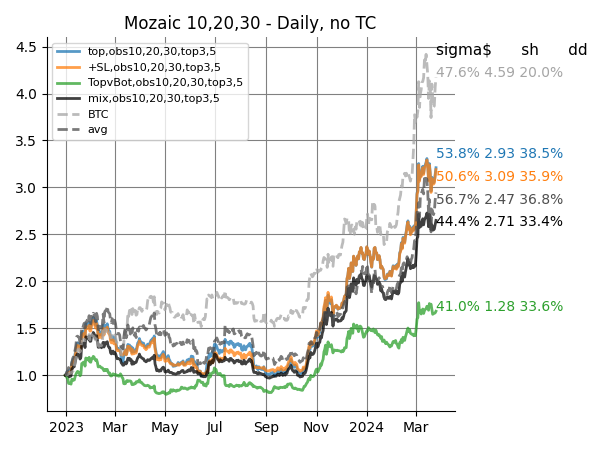 Mozaic 10,20,30 - Daily, no TC
sigma$ sh dd
top,obs10,20,30,top3,5
+SL,obs10,20,30,top3,5
TopvBot,obs10,20,30,top3,5
mix,obs10,20,30,top3,5
BTC
avg
47.6% 4.59 20.0%
53.8% 2.93 38.5%
50.6% 3.09 35.9%
56.7% 2.47 36.8%
44.4% 2.71 33.4%
41.0% 1.28 33.6%
4.5
4.0
3.5
3.0
2.5
2.0
1.5
1.0
2023 Mar May Jul Sep Nov 2024 Mar